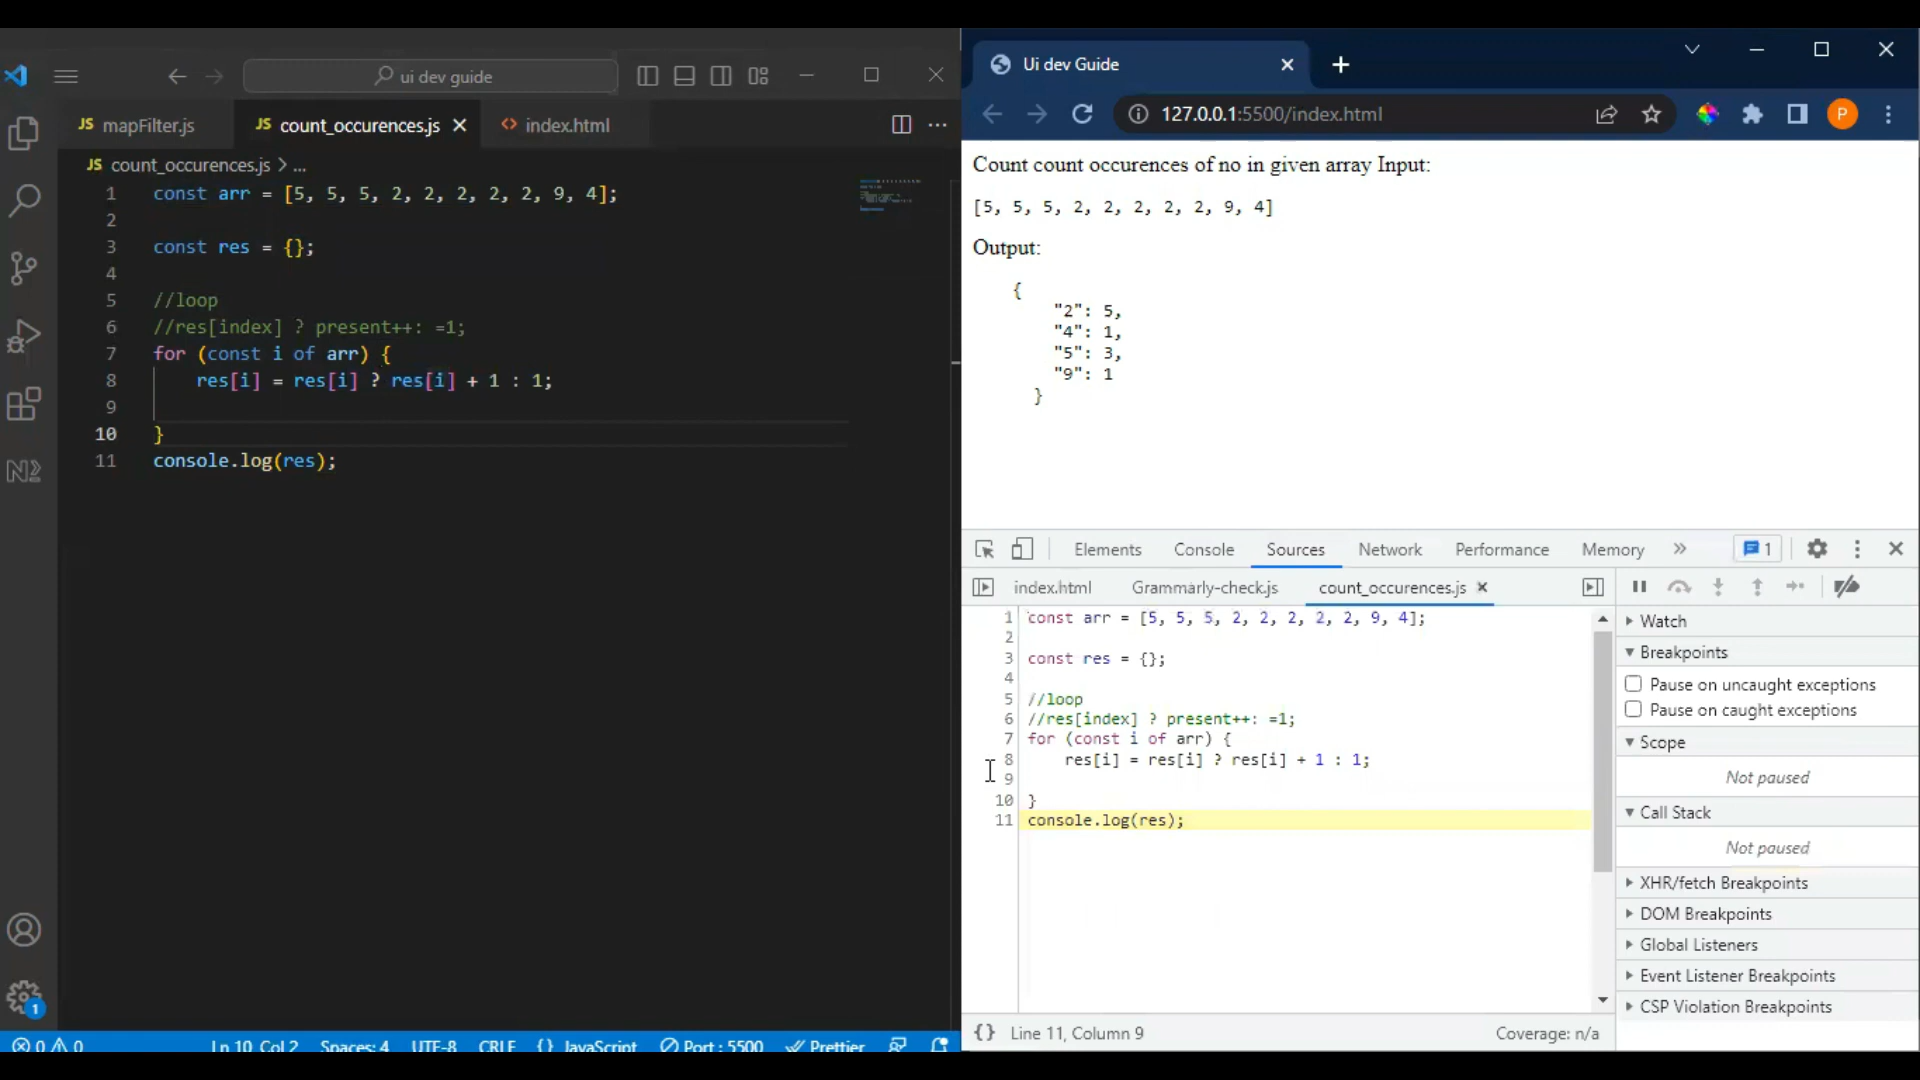 ui dev guide
JS mapFilter.js
JS count_occurences.js
<> index.html
JS count_occurences.js > ...
1 const arr = [5, 5, 5, 2, 2, 2, 2, 2, 9, 4];
2
3 const res = {};
4
5 //loop
6 //res[index] ? present++: =1;
7 for (const i of arr) {
8 res[i] = res[i] ? res[i] + 1 : 1;
9
10 }
11 console.log(res);
1
0 0
Ln 10, Col 2
Spaces: 4
UTF-8
CRLF
{} JavaScript
Port : 5500
Prettier
Ui dev Guide
127.0.0.1:5500/index.html
P
Count count occurences of no in given array Input:
[5, 5, 5, 2, 2, 2, 2, 2, 9, 4]
Output:
{
"2": 5,
"4": 1,
"5": 3,
"9": 1
}
Elements Console Sources Network Performance Memory » 1
index.html Grammarly-check.js count_occurences.js
1 const arr = [5, 5, 5, 2, 2, 2, 2, 2, 9, 4];
2
3 const res = {};
4
5 //loop
6 //res[index] ? present++: =1;
7 for (const i of arr) {
8 res[i] = res[i] ? res[i] + 1 : 1;
9
10 }
11 console.log(res);
{} Line 11, Column 9
Coverage: n/a
Watch
Breakpoints
Pause on uncaught exceptions
Pause on caught exceptions
Scope
Not paused
Call Stack
Not paused
XHR/fetch Breakpoints
DOM Breakpoints
Global Listeners
Event Listener Breakpoints
CSP Violation Breakpoints